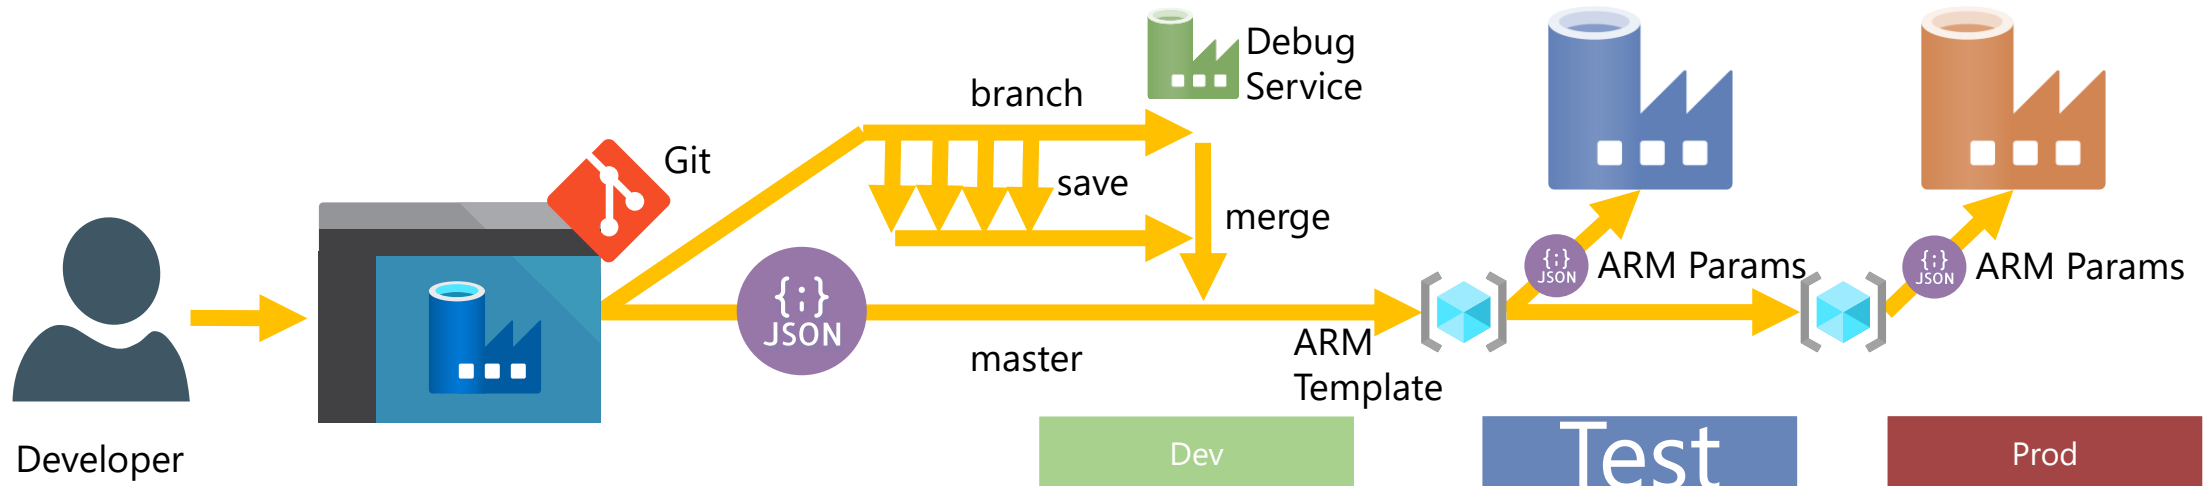 Debug
Service
branch
Git
save
merge
{;}
JSON
master
ARM
Template
{;}
JSON
ARM Params
{;}
JSON
ARM Params
Developer
Dev
Test
Prod